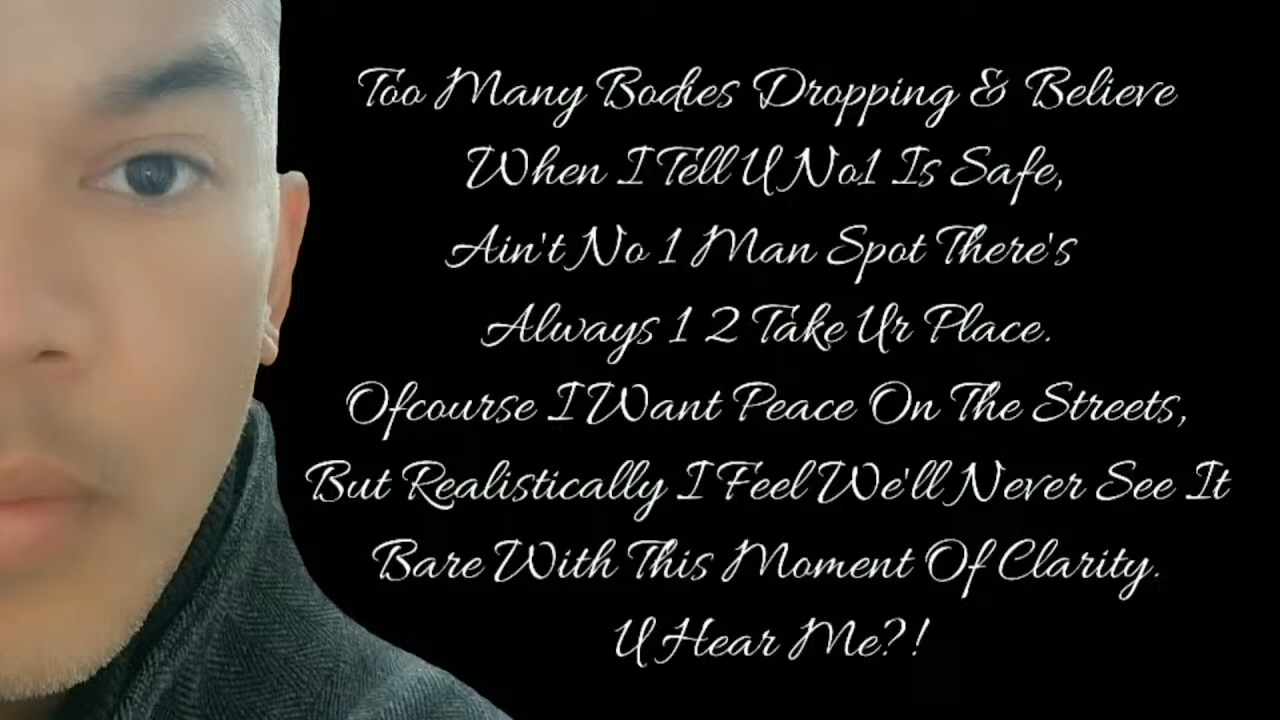 Too Many Bodies Dropping & Believe
When I Tell U No1 Is Safe,
Ain't No 1 Man Spot There's
Always 1 2 Take Ur Place.
Ofcourse I Want Peace On The Streets,
But Realistically I Feel We'll Never See It
Bare With This Moment Of Clarity.
U Hear Me?!